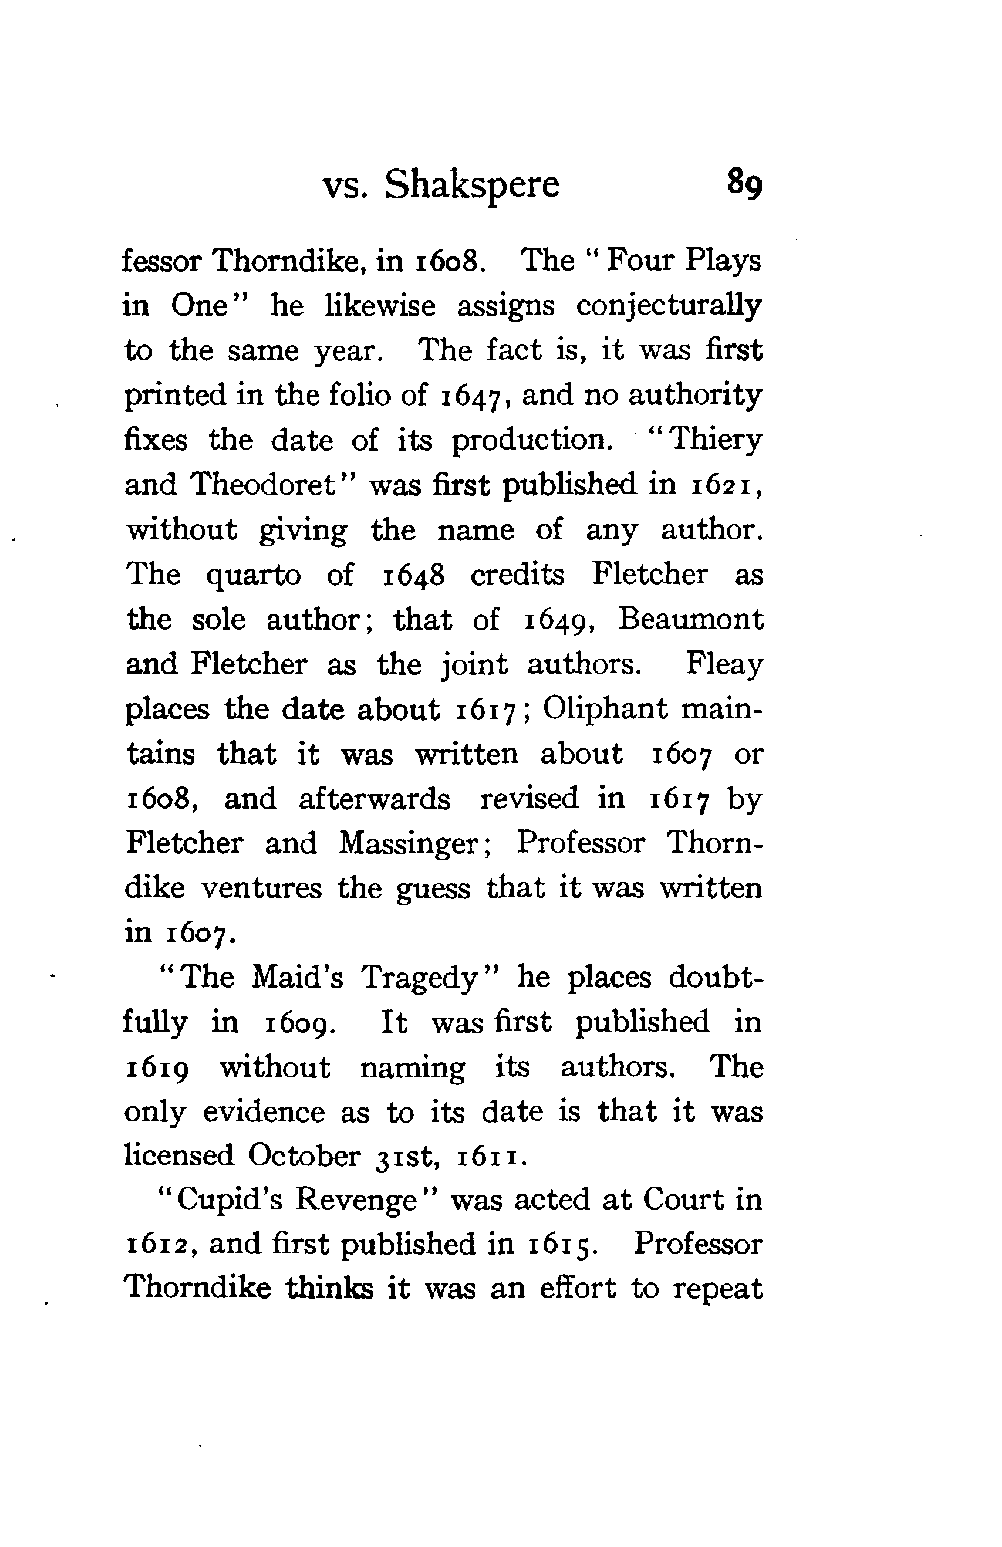 vs. Shakspere 89
fessor Thorndike, in 1608. The "Four Plays
in One" he likewise assigns conjecturally
to the same year. The fact is, it was first
printed in the folio of 1647, and no authority
fixes the date of its production. "Thiery
and Theodoret" was first published in 1621,
without giving the name of any author.
The quarto of 1648 credits Fletcher as
the sole author; that of 1649, Beaumont
and Fletcher as the joint authors. Fleay
places the date about 1617; Oliphant main-
tains that it was written about 1607 or
1608, and afterwards revised in 1617 by
Fletcher and Massinger; Professor Thorn-
dike ventures the guess that it was written
in 1607.
"The Maid's Tragedy" he places doubt-
fully in 1609. It was first published in
1619 without naming its authors. The
only evidence as to its date is that it was
licensed October 31st, 1611.
"Cupid's Revenge" was acted at Court in
1612, and first published in 1615. Professor
Thorndike thinks it was an effort to repeat